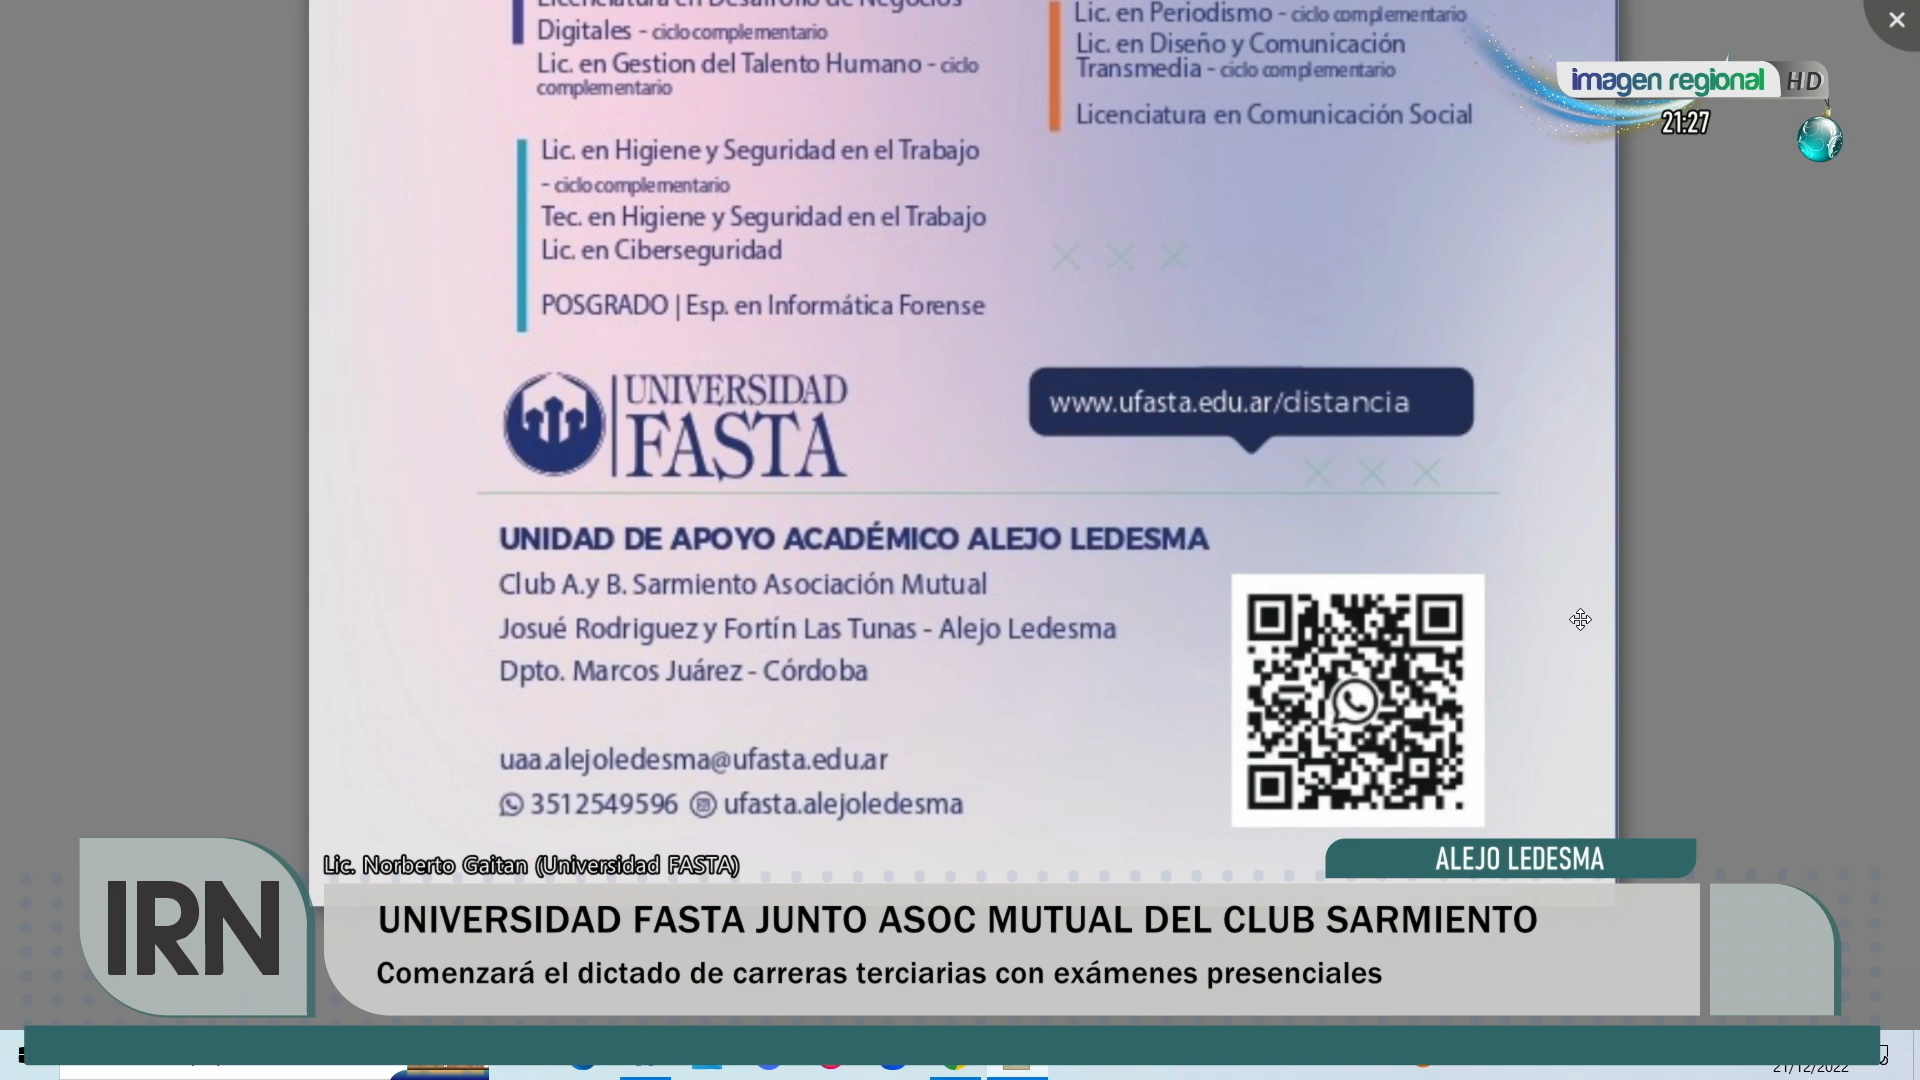 Licenciatura en Desarrollo de Negocios
Digitales - ciclo complementario
Lic. en Gestion del Talento Humano - ciclo
complementario
Lic. en Higiene y Seguridad en el Trabajo
- ciclo complementario
Tec. en Higiene y Seguridad en el Trabajo
Lic. en Ciberseguridad
POSGRADO | Esp. en Informática Forense
Lic. en Periodismo - ciclo complementario
Lic. en Diseño y Comunicación
Transmedia - ciclo complementario
Licenciatura en Comunicación Social
imagen regional HD
21:27
UNIVERSIDAD
FASTA
www.ufasta.edu.ar/distancia
UNIDAD DE APOYO ACADÉMICO ALEJO LEDESMA
Club A.y B. Sarmiento Asociación Mutual
Josué Rodriguez y Fortín Las Tunas - Alejo Ledesma
Dpto. Marcos Juárez - Córdoba
uaa.alejoledesma@ufasta.edu.ar
3512549596 ufasta.alejoledesma
Lic. Norberto Gaitan (Universidad FASTA)
ALEJO LEDESMA
IRN
UNIVERSIDAD FASTA JUNTO ASOC MUTUAL DEL CLUB SARMIENTO
Comenzará el dictado de carreras terciarias con exámenes presenciales
21/12/2022